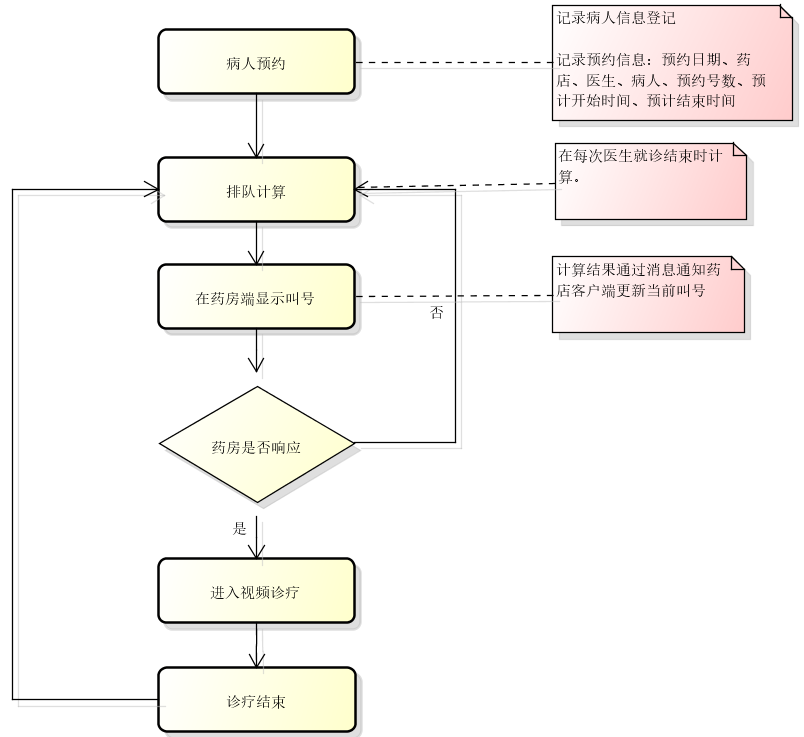 病人预约
记录病人信息登记
记录预约信息：预约日期、药
店、医生、病人、预约号数、预
计开始时间、预计结束时间
排队计算
在每次医生就诊结束时计
算。
在药房端显示叫号
计算结果通过消息通知药
店客户端更新当前叫号
否
药房是否响应
是
进入视频诊疗
诊疗结束